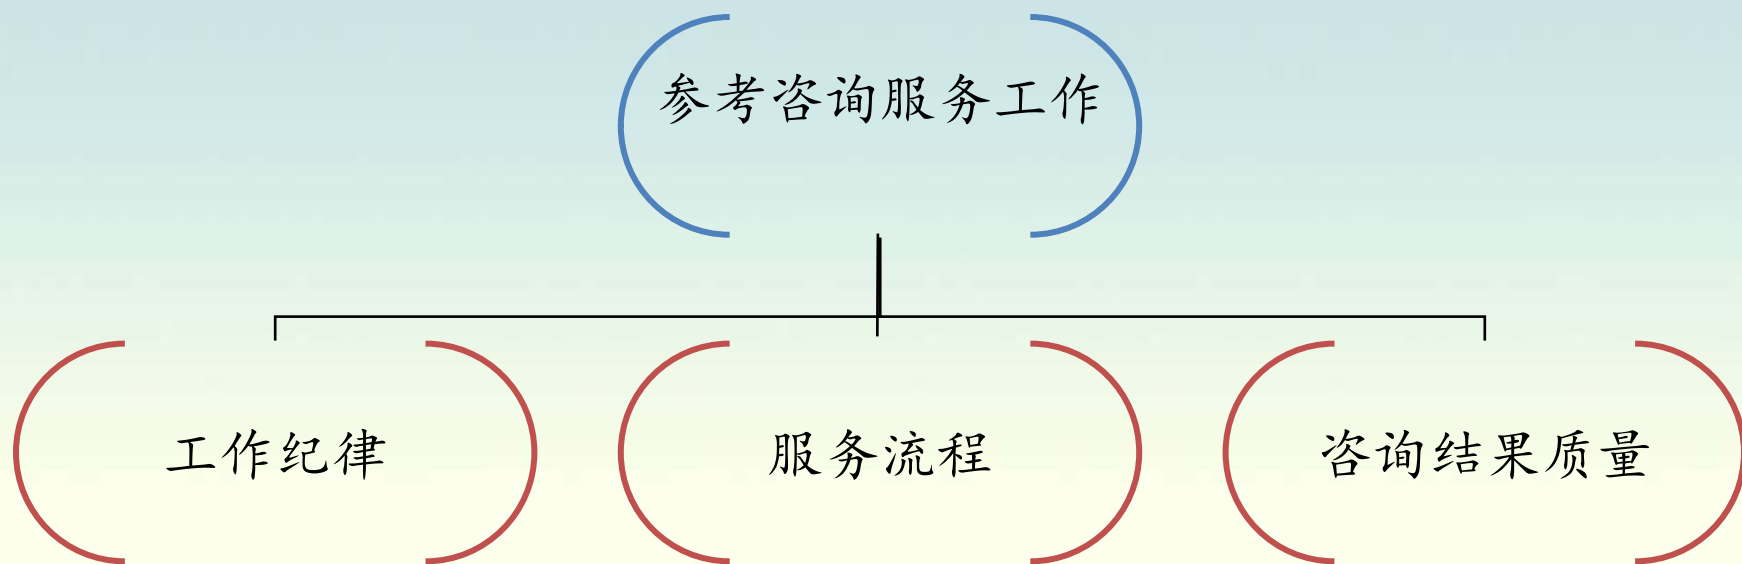 参考咨询服务工作
工作纪律
服务流程
咨询结果质量